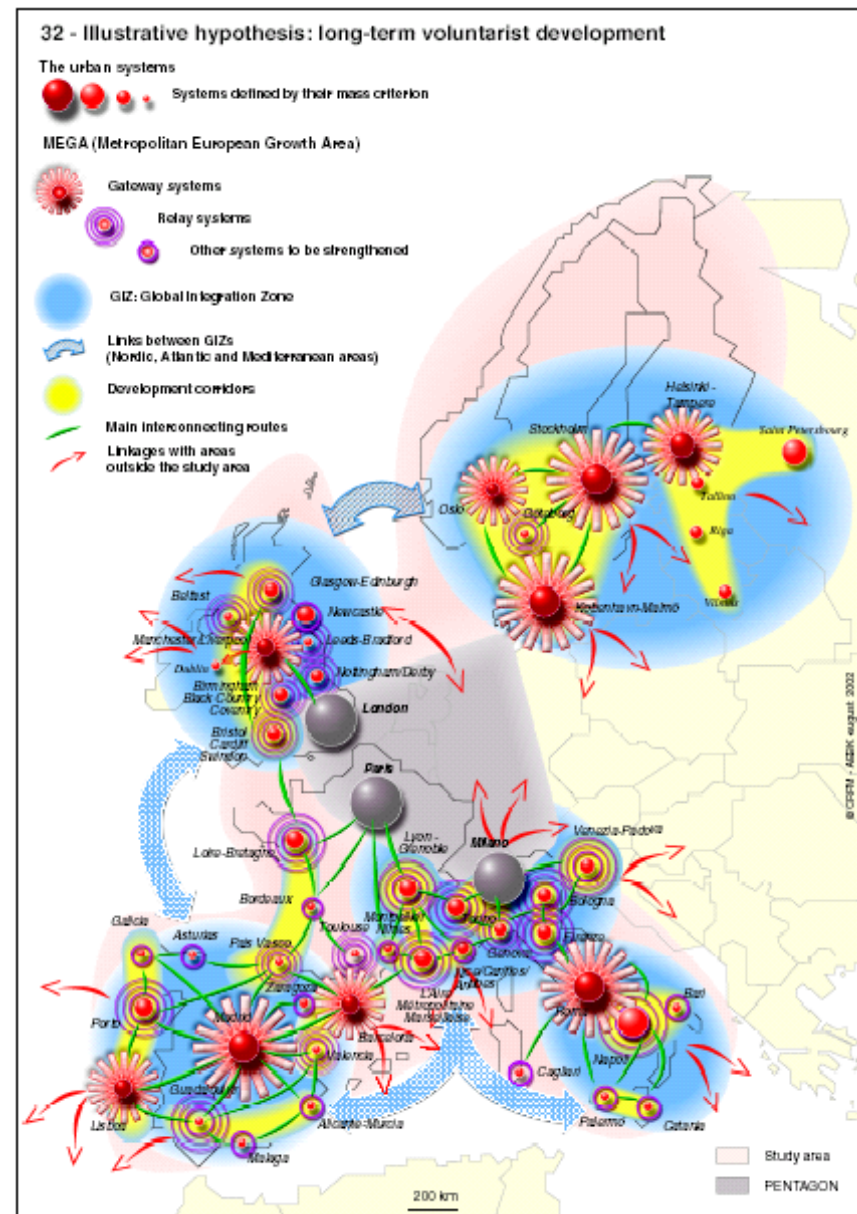 32 - Illustrative hypothesis: long-term voluntarist development
The urban systems
Systems defined by their mass criterion
MEGA (Metropolitan European Growth Area)
Gateway systems
Relay systems
Other systems to be strengthened
GIZ: Global Integration Zone
Links between GIZs
(Nordic, Atlantic and Mediterranean areas)
Development corridors
Main interconnecting routes
Linkages with areas
outside the study area
Helsinki -
Tampere
Stockholm
Saint Petersbourg
Oslo
Göteborg
Tallinn
Riga
Vilnius
København-Malmö
Glasgow-Edinburgh
Belfast
Newcastle
Manchester/Liverpool
Leeds-Bradford
Dublin
Nottingham/Derby
Birmingham
Black Country
Coventry
London
Bristol
Cardiff
Swindon
Paris
Lyon -
Grenoble
Milano
Venezia-Padova
Loire-Bretagne
Bordeaux
Montpellier
Nîmes
Torino
Bologna
Galicia
Asturias
Pais Vasco
Toulouse
Genova
Firenze
Zaragoza
L'Aire
Métropolitaine
Marseillaise
Porto
Madrid
Barcelona
Roma
Bari
Valencia
Napoli
Cagliari
Lisboa
Alicante-Murcia
Palermo
Catania
Malaga
Study area
PENTAGON
200 km